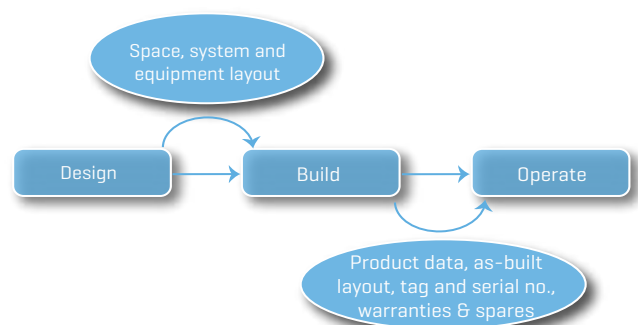 Space, system and
equipment layout
Design
Build
Operate
Product data, as-built
layout, tag and serial no.,
warranties & spares